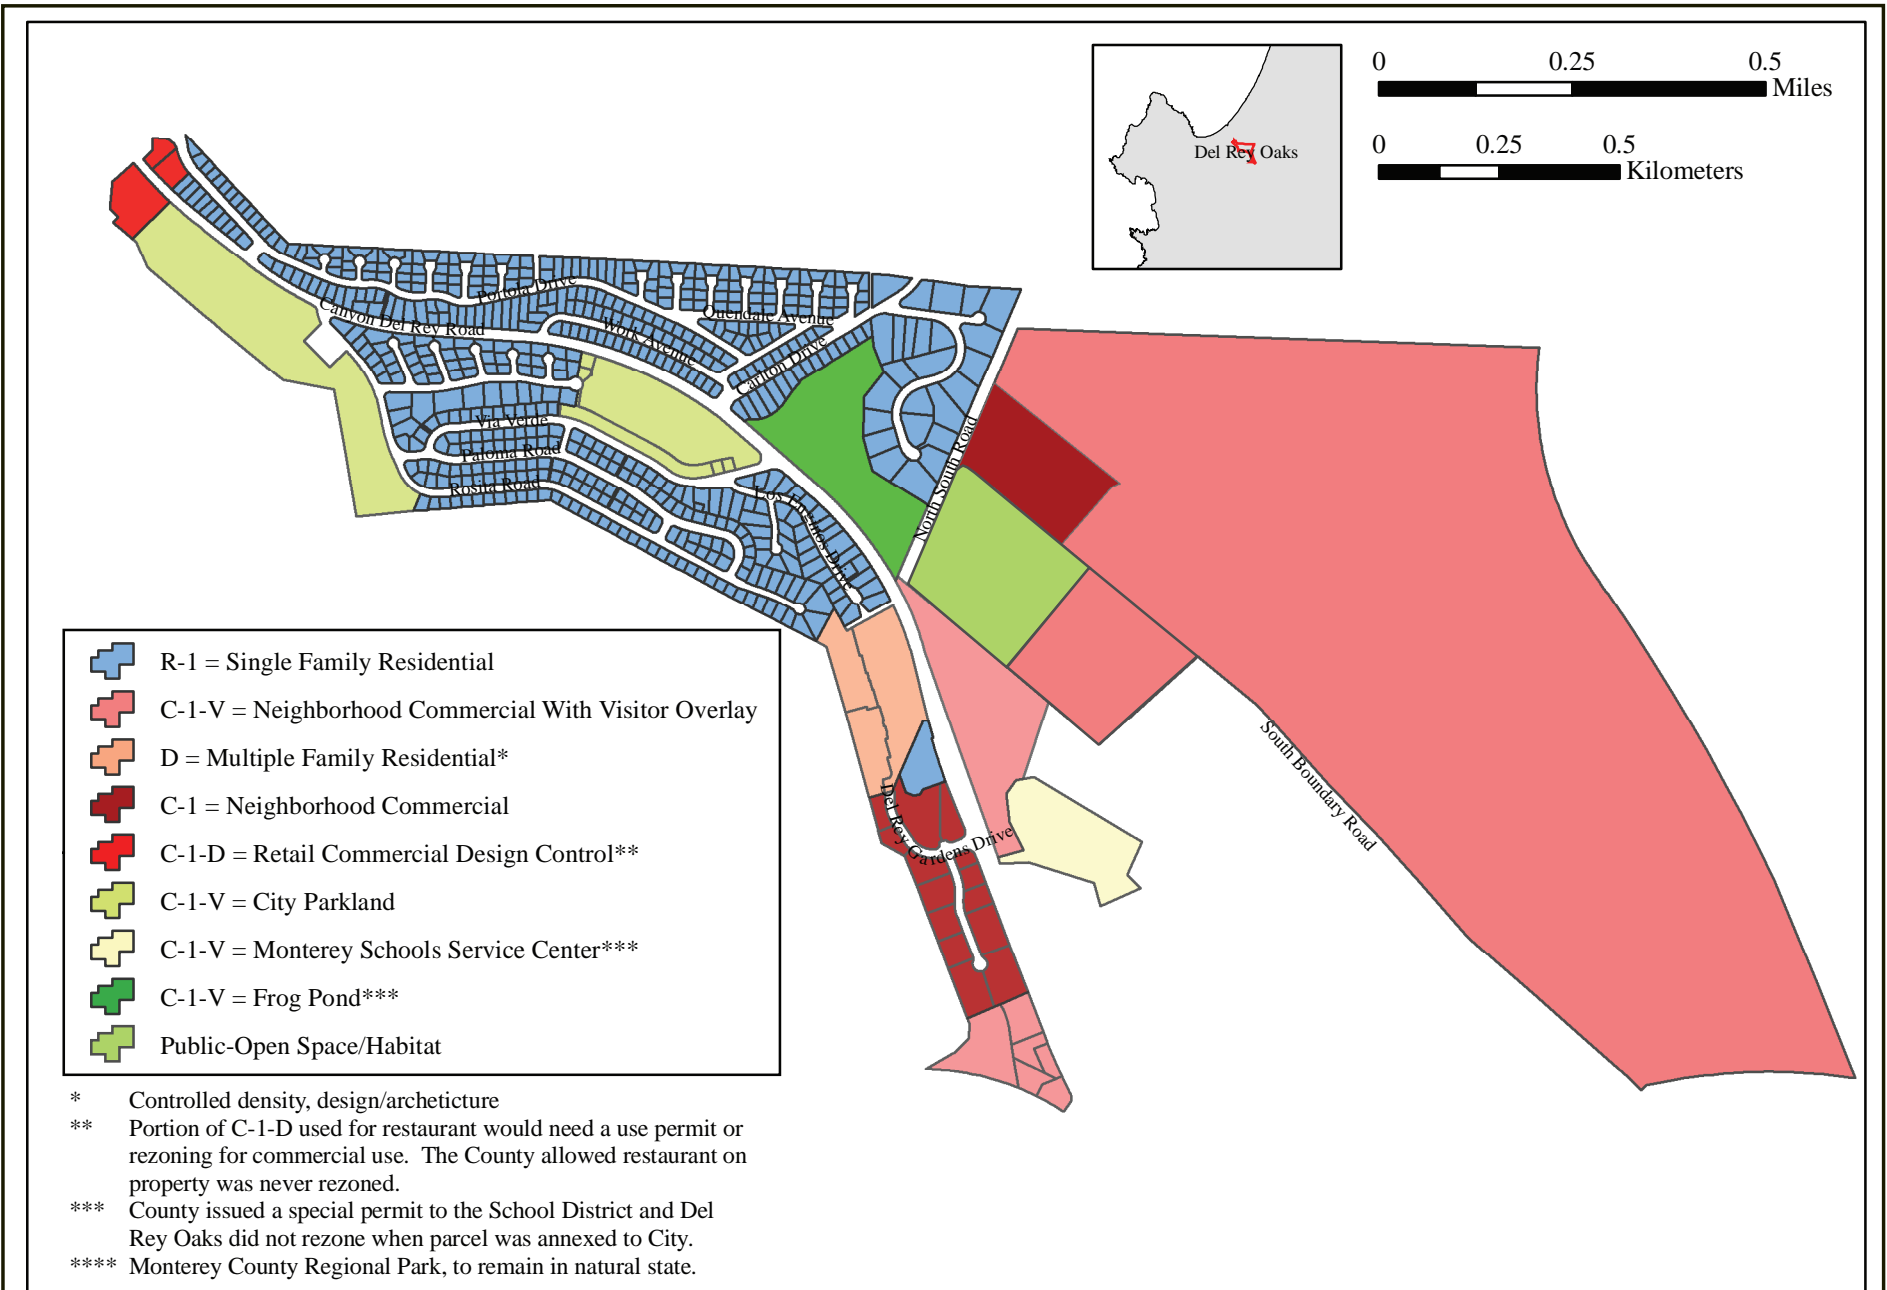 0 0.25 0.5
Miles
0 0.25 0.5
Kilometers
Del Rey Oaks
Portola Drive
Canyon Del Rey Road
Quendale Avenue
Work Avenue
Carlton Drive
Via Verde
Paloma Road
Rosita Road
Los Encinos Drive
North South Road
South Boundary Road
Del Rey Gardens Drive
R-1 = Single Family Residential
C-1-V = Neighborhood Commercial With Visitor Overlay
D = Multiple Family Residential*
C-1 = Neighborhood Commercial
C-1-D = Retail Commercial Design Control**
C-1-V = City Parkland
C-1-V = Monterey Schools Service Center***
C-1-V = Frog Pond***
Public-Open Space/Habitat
* Controlled density, design/archeticture
** Portion of C-1-D used for restaurant would need a use permit or
rezoning for commercial use.  The County allowed restaurant on
property was never rezoned.
*** County issued a special permit to the School District and Del
Rey Oaks did not rezone when parcel was annexed to City.
**** Monterey County Regional Park, to remain in natural state.